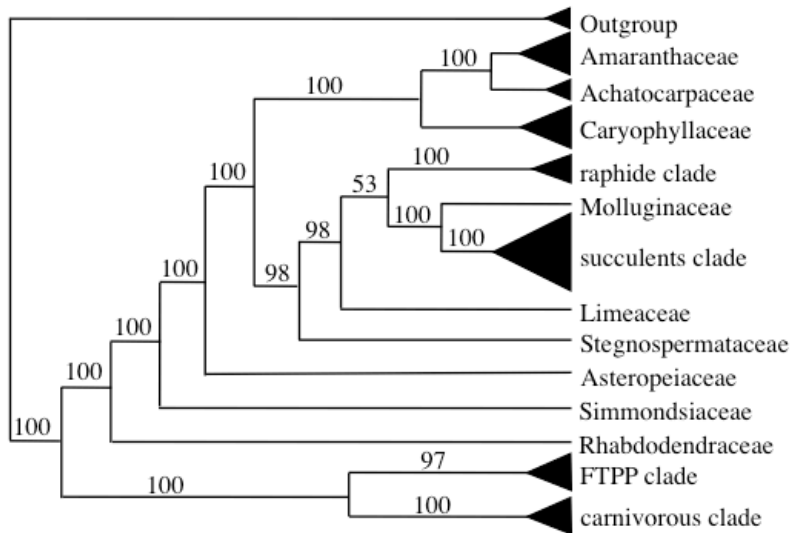 Outgroup
100
Amaranthaceae
100
Achatocarpaceae
Caryophyllaceae
100
raphide clade
100
53
Molluginaceae
100
98
100
succulents clade
100
98
Limeaceae
100
Stegnospermataceae
100
Asteropeiaceae
100
Simmondsiaceae
100
Rhabdodendraceae
97
FTPP clade
100
100
carnivorous clade